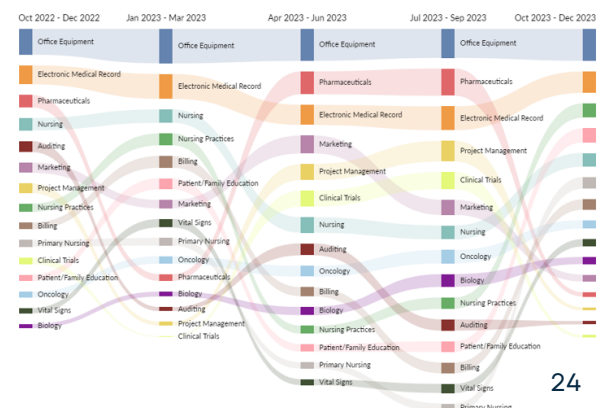 Oct 2022 - Dec 2022
Jan 2023 - Mar 2023
Apr 2023 - Jun 2023
Jul 2023 - Sep 2023
Oct 2023 - Dec 2023
Office Equipment
Electronic Medical Record
Pharmaceuticals
Nursing
Auditing
Marketing
Project Management
Nursing Practices
Billing
Primary Nursing
Clinical Trials
Patient/Family Education
Oncology
Vital Signs
Biology
Office Equipment
Electronic Medical Record
Nursing
Nursing Practices
Billing
Patient/Family Education
Marketing
Vital Signs
Primary Nursing
Oncology
Pharmaceuticals
Biology
Auditing
Project Management
Clinical Trials
Office Equipment
Pharmaceuticals
Electronic Medical Record
Marketing
Project Management
Clinical Trials
Nursing
Auditing
Oncology
Billing
Biology
Nursing Practices
Patient/Family Education
Primary Nursing
Vital Signs
Office Equipment
Pharmaceuticals
Electronic Medical Record
Project Management
Clinical Trials
Marketing
Nursing
Oncology
Biology
Nursing Practices
Auditing
Patient/Family Education
Billing
Vital Signs
Primary Nursing
24